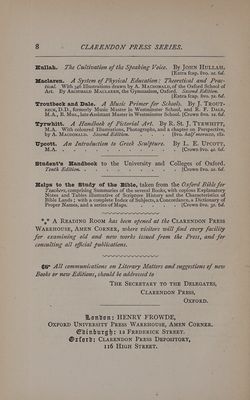 8 CLARENDON PRESS SERIES.
Hullah. The Cultivation of the Speaking Voice. By JOHN HULLAH.
[Extra fcap. 8vo. 2s. 6d.
Maclaren. A System of Physical Education: Theoretical and Prac-
tical. With 346 Illustrations drawn by A. MACDONALD, of the Oxford School of
Art. By ARCHIBALD MACLAREN, the Gymnasium, Oxford. Second Edition.
[Extra fcap. 8vo. 7s. 6d.
Troutbeck and Dale. A Music Primer for Schools. By J. TROUT-
BECK, D.D., formerly Music Master in Westminster School, and R. F. DALE,
M.A., B. Mus., late Assistant Master in Westminster School. [Crown 8vo. 1s. 6d.
Tyrwhitt. A Handbook of Pictorial Art. By R. St. J. TYRWHITT,
M.A. With coloured Illustrations, Photographs, and a chapter on Perspective,
by A. MACDONALD. Second Edition. [8vo. half morocco, 18s.
Upcott. An Introduction to Greek Sculpture. By L. E. UPCOTT,
M.A. [Crown 8vo. 4s. 6d.
Student's Handbook to the University and Colleges of Oxford.
Tenth Edition. [Crown 8vo. 2s. 6d.
Helps to the Study of the Bible, taken from the Oxford Bible for
Teachers, comprising Summaries of the several Books, with copious Explanatory
Notes and Tables illustrative of Scripture History and the Characteristics of
Bible Lands; with a complete Index of Subjects, a Concordance, a Dictionary of
Proper Names, and a series of Maps. [Crown 8vo. 3s. 6d.
*** A READING ROOM has been opened at the CLARENDON PRESS
WAREHOUSE, AMEN CORNER, where visitors will find every facility
for examining old and new works issued from the Press, and for
consulting all official publications.
☞ All communications on Literary Matters and suggestions of new
Books or new Editions, should be addressed to
THE SECRETARY TO THE DELEGATES,
CLARENDON PRESS,
OXFORD.
London: HENRY FROWDE,
OXFORD UNIVERSITY PRESS WAREHOUSE, AMEN CORNER.
Edinburgh: 12 FREDERICK STREET.
Oxford: CLARENDON PRESS DEPOSITORY,
116 HIGH STREET.